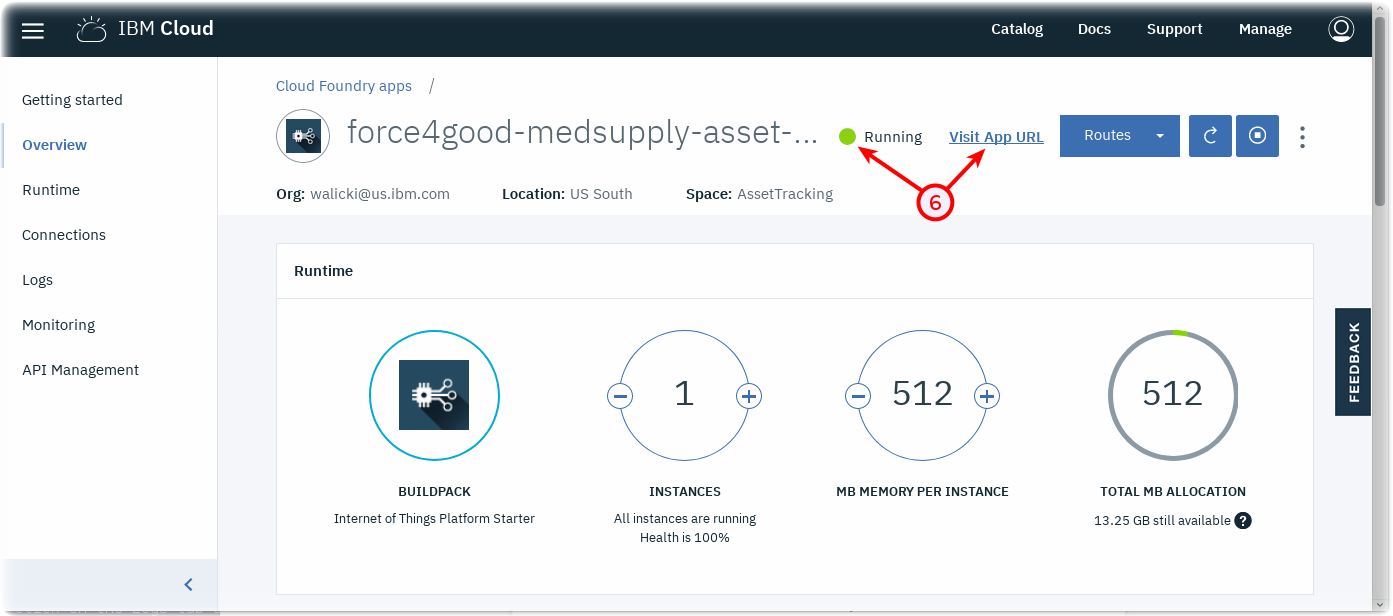 IBM Cloud
Catalog Docs Support Manage
Getting started
Overview
Runtime
Connections
Logs
Monitoring
API Management
Cloud Foundry apps /
force4good-medsupply-asset-...
Running
Visit App URL
Routes
Org: walicki@us.ibm.com
Location: US South
Space: AssetTracking
6
Runtime
1
512
512
BUILDPACK
Internet of Things Platform Starter
INSTANCES
All instances are running
Health is 100%
MB MEMORY PER INSTANCE
TOTAL MB ALLOCATION
13.25 GB still available ?
FEEDBACK